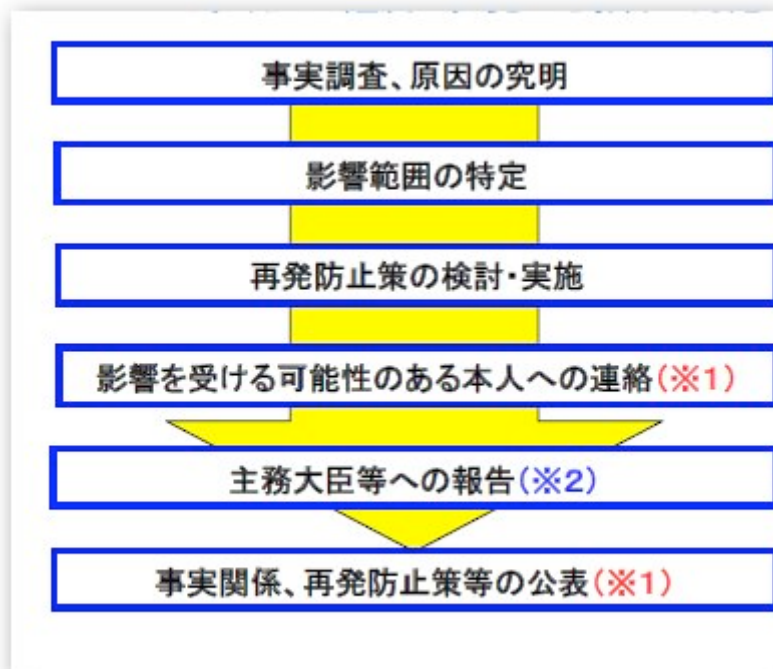 事実調査、原因の究明
影響範囲の特定
再発防止策の検討・実施
影響を受ける可能性のある本人への連絡(※1)
主務大臣等への報告(※2)
事実関係、再発防止策等の公表(※1)